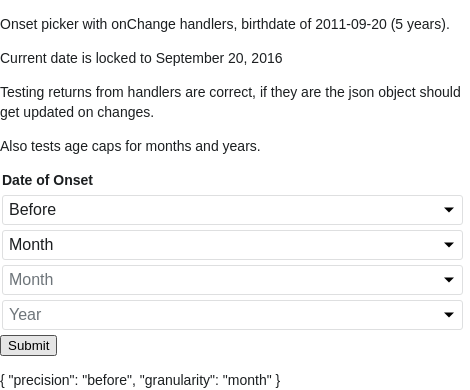 Onset picker with onChange handlers, birthdate of 2011-09-20 (5 years).
Current date is locked to September 20, 2016
Testing returns from handlers are correct, if they are the json object should
get updated on changes.
Also tests age caps for months and years.
Date of Onset
Before
Month
Month
Year
Submit
{ "precision": "before", "granularity": "month" }